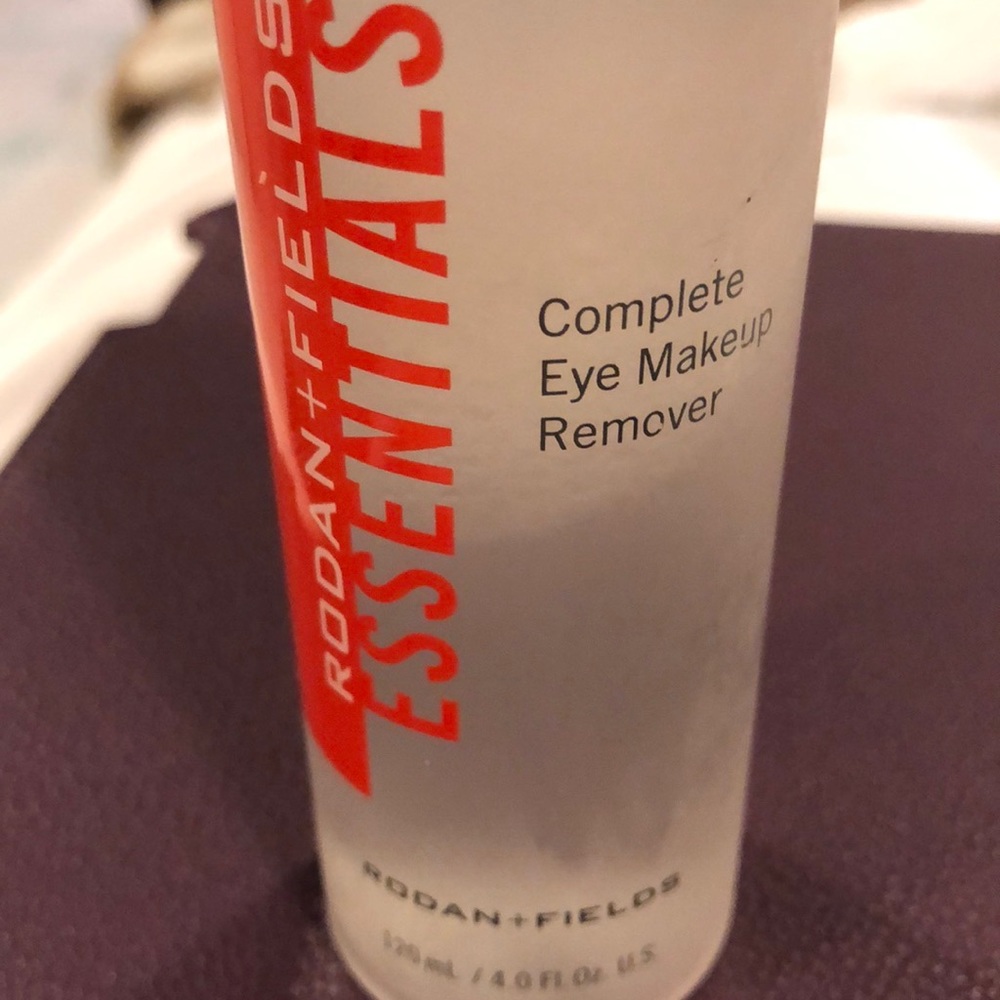 RODAN+FIELDS
ESSENTIALS
Complete
Eye Makeup
Remover
RODAN+FIELDS
120 mL / 4.0 Fl. Oz. U.S.